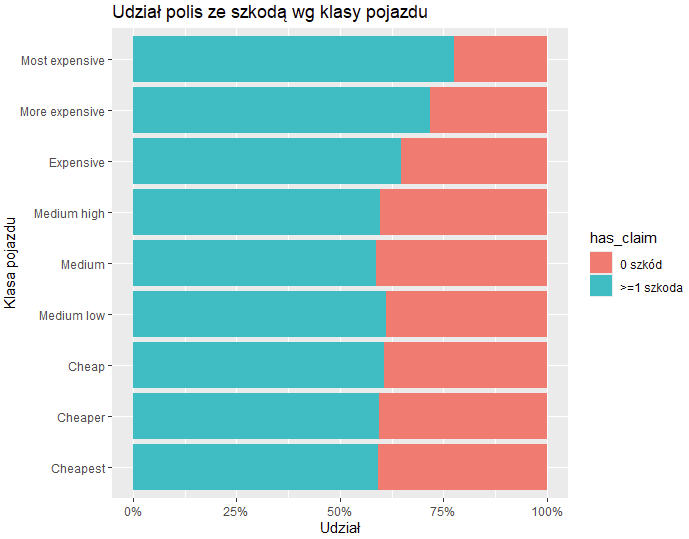 Udział polis ze szkodą wg klasy pojazdu
Klasa pojazdu
Most expensive
More expensive
Expensive
Medium high
Medium
Medium low
Cheap
Cheaper
Cheapest
0%
25%
50%
75%
100%
Udział
has_claim
0 szkód
>=1 szkoda